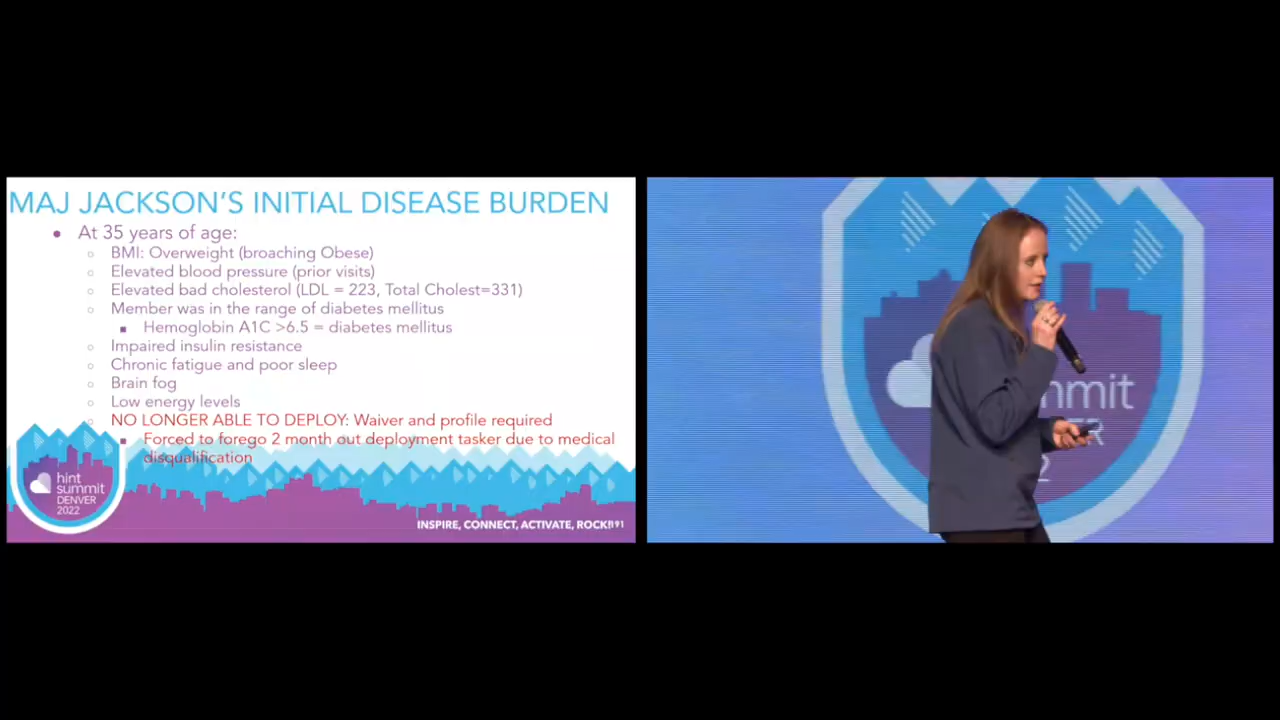 MAJ JACKSON'S INITIAL DISEASE BURDEN
• At 35 years of age:
○ BMI: Overweight (broaching Obese)
○ Elevated blood pressure (prior visits)
○ Elevated bad cholesterol (LDL = 223, Total Cholest=331)
○ Member was in the range of diabetes mellitus
■ Hemoglobin A1C >6.5 = diabetes mellitus
○ Impaired insulin resistance
○ Chronic fatigue and poor sleep
○ Brain fog
○ Low energy levels
○ NO LONGER ABLE TO DEPLOY: Waiver and profile required
■ Forced to forego 2 month out deployment tasker due to medical
disqualification
hint
summit
DENVER
2022
INSPIRE, CONNECT, ACTIVATE, ROCK!